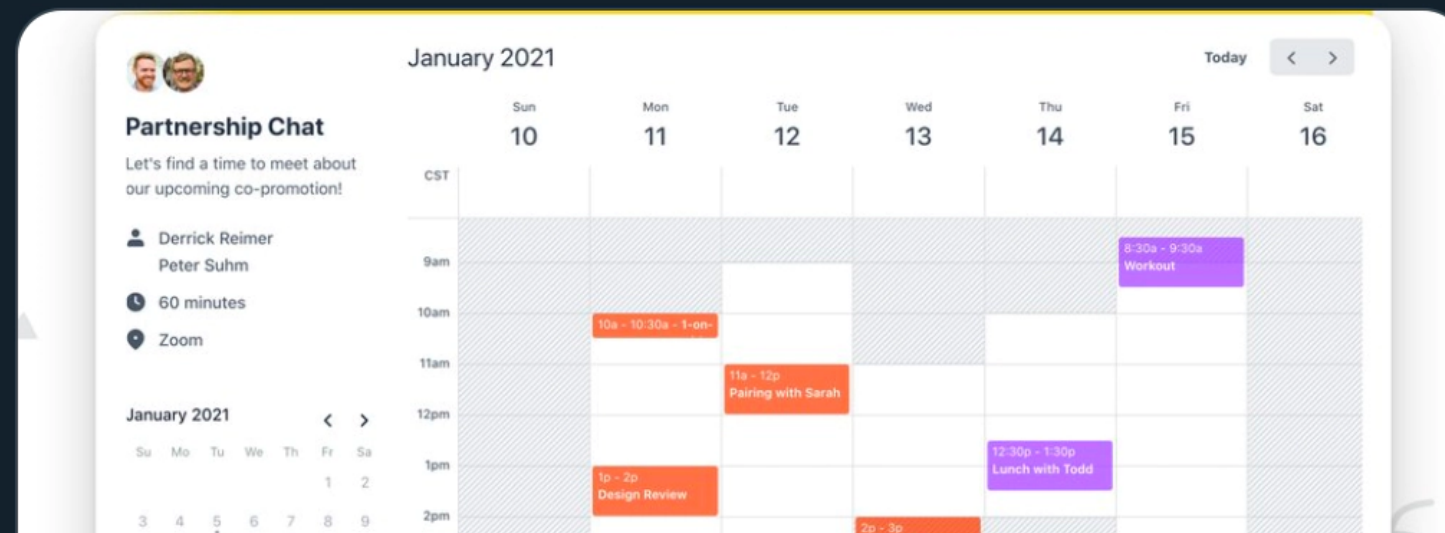 Partnership Chat
Let's find a time to meet about
our upcoming co-promotion!
Derrick Reimer
Peter Suhm
60 minutes
Zoom
January 2021
Su Mo Tu We Th Fr Sa
1 2
3 4 5 6 7 8 9
January 2021
Today
Sun Mon Tue Wed Thu Fri Sat
10 11 12 13 14 15 16
CST
8:30a - 9:30a
Workout
9am
10am
10a - 10:30a - 1-on-
11am
11a - 12p
Pairing with Sarah
12pm
12:30p - 1:30p
Lunch with Todd
1pm
1p - 2p
Design Review
2pm
2p - 3p